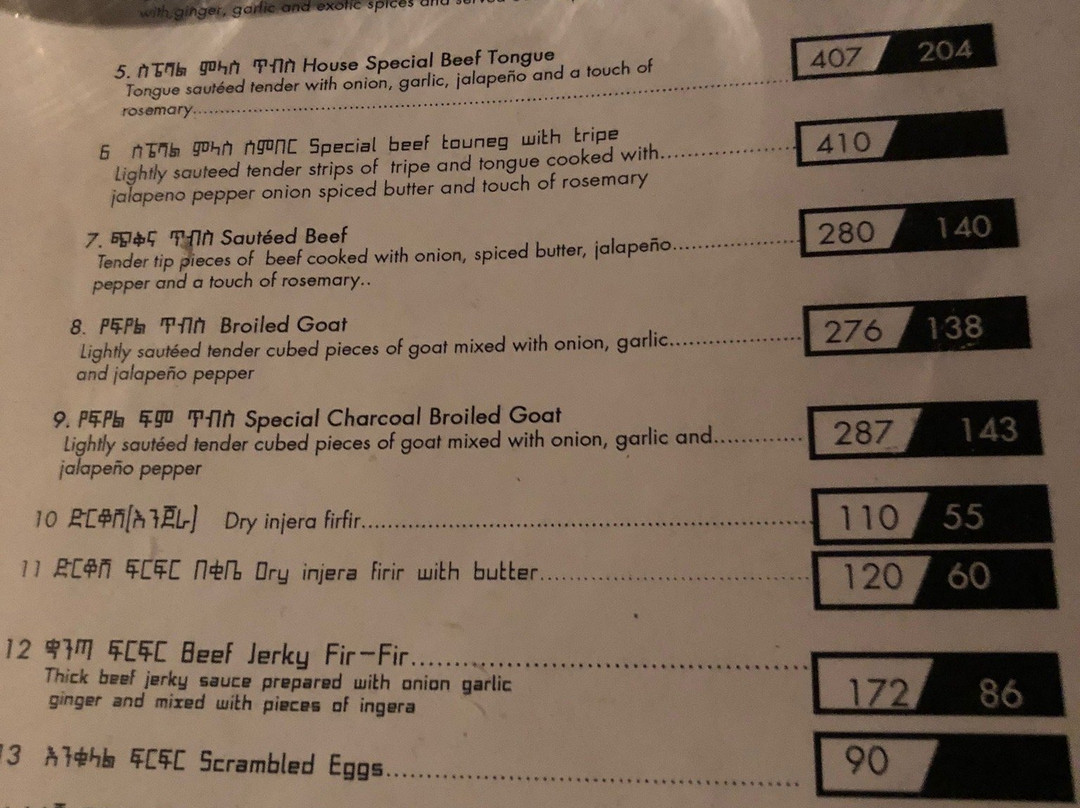 with ginger, garlic and exotic spices and
5. ስፔሻል ምላስ ጥብስ House Special Beef Tongue 407 204
Tongue sautéed tender with onion, garlic, jalapeño and a touch of
rosemary
6 ስፔሻል ምላስ ሰምበር Special beef touneg with tripe 410
Lightly sauteed tender strips of tripe and tongue cooked with
jalapeno pepper onion spiced butter and touch of rosemary
7. ጭቅና ጥብስ Sautéed Beef 280 140
Tender tip pieces of beef cooked with onion, spiced butter, jalapeño
pepper and a touch of rosemary..
8. የፍየል ጥብስ Broiled Goat 276 138
Lightly sautéed tender cubed pieces of goat mixed with onion, garlic
and jalapeño pepper
9. የፍየል ፍም ጥብስ Special Charcoal Broiled Goat 287 143
Lightly sautéed tender cubed pieces of goat mixed with onion, garlic and
jalapeño pepper
10 ድርቆሽ(እንጀራ) Dry injera firfir 110 55
11 ድርቆሽ ፍርፍር በቂቤ Dry injera firir with butter 120 60
12 ቋንጣ ፍርፍር Beef Jerky Fir-Fir 172 86
Thick beef jerky sauce prepared with onion garlic
ginger and mixed with pieces of ingera
13 እንቁላል ፍርፍር Scrambled Eggs 90